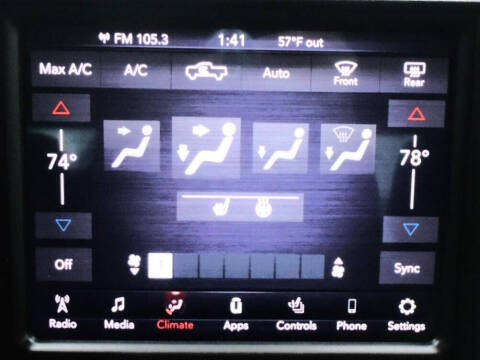 FM 105.3 1:41 57°F out
Max A/C A/C Auto Front Rear
74° 78°
Off Sync
Radio Media Climate Apps Controls Phone Settings